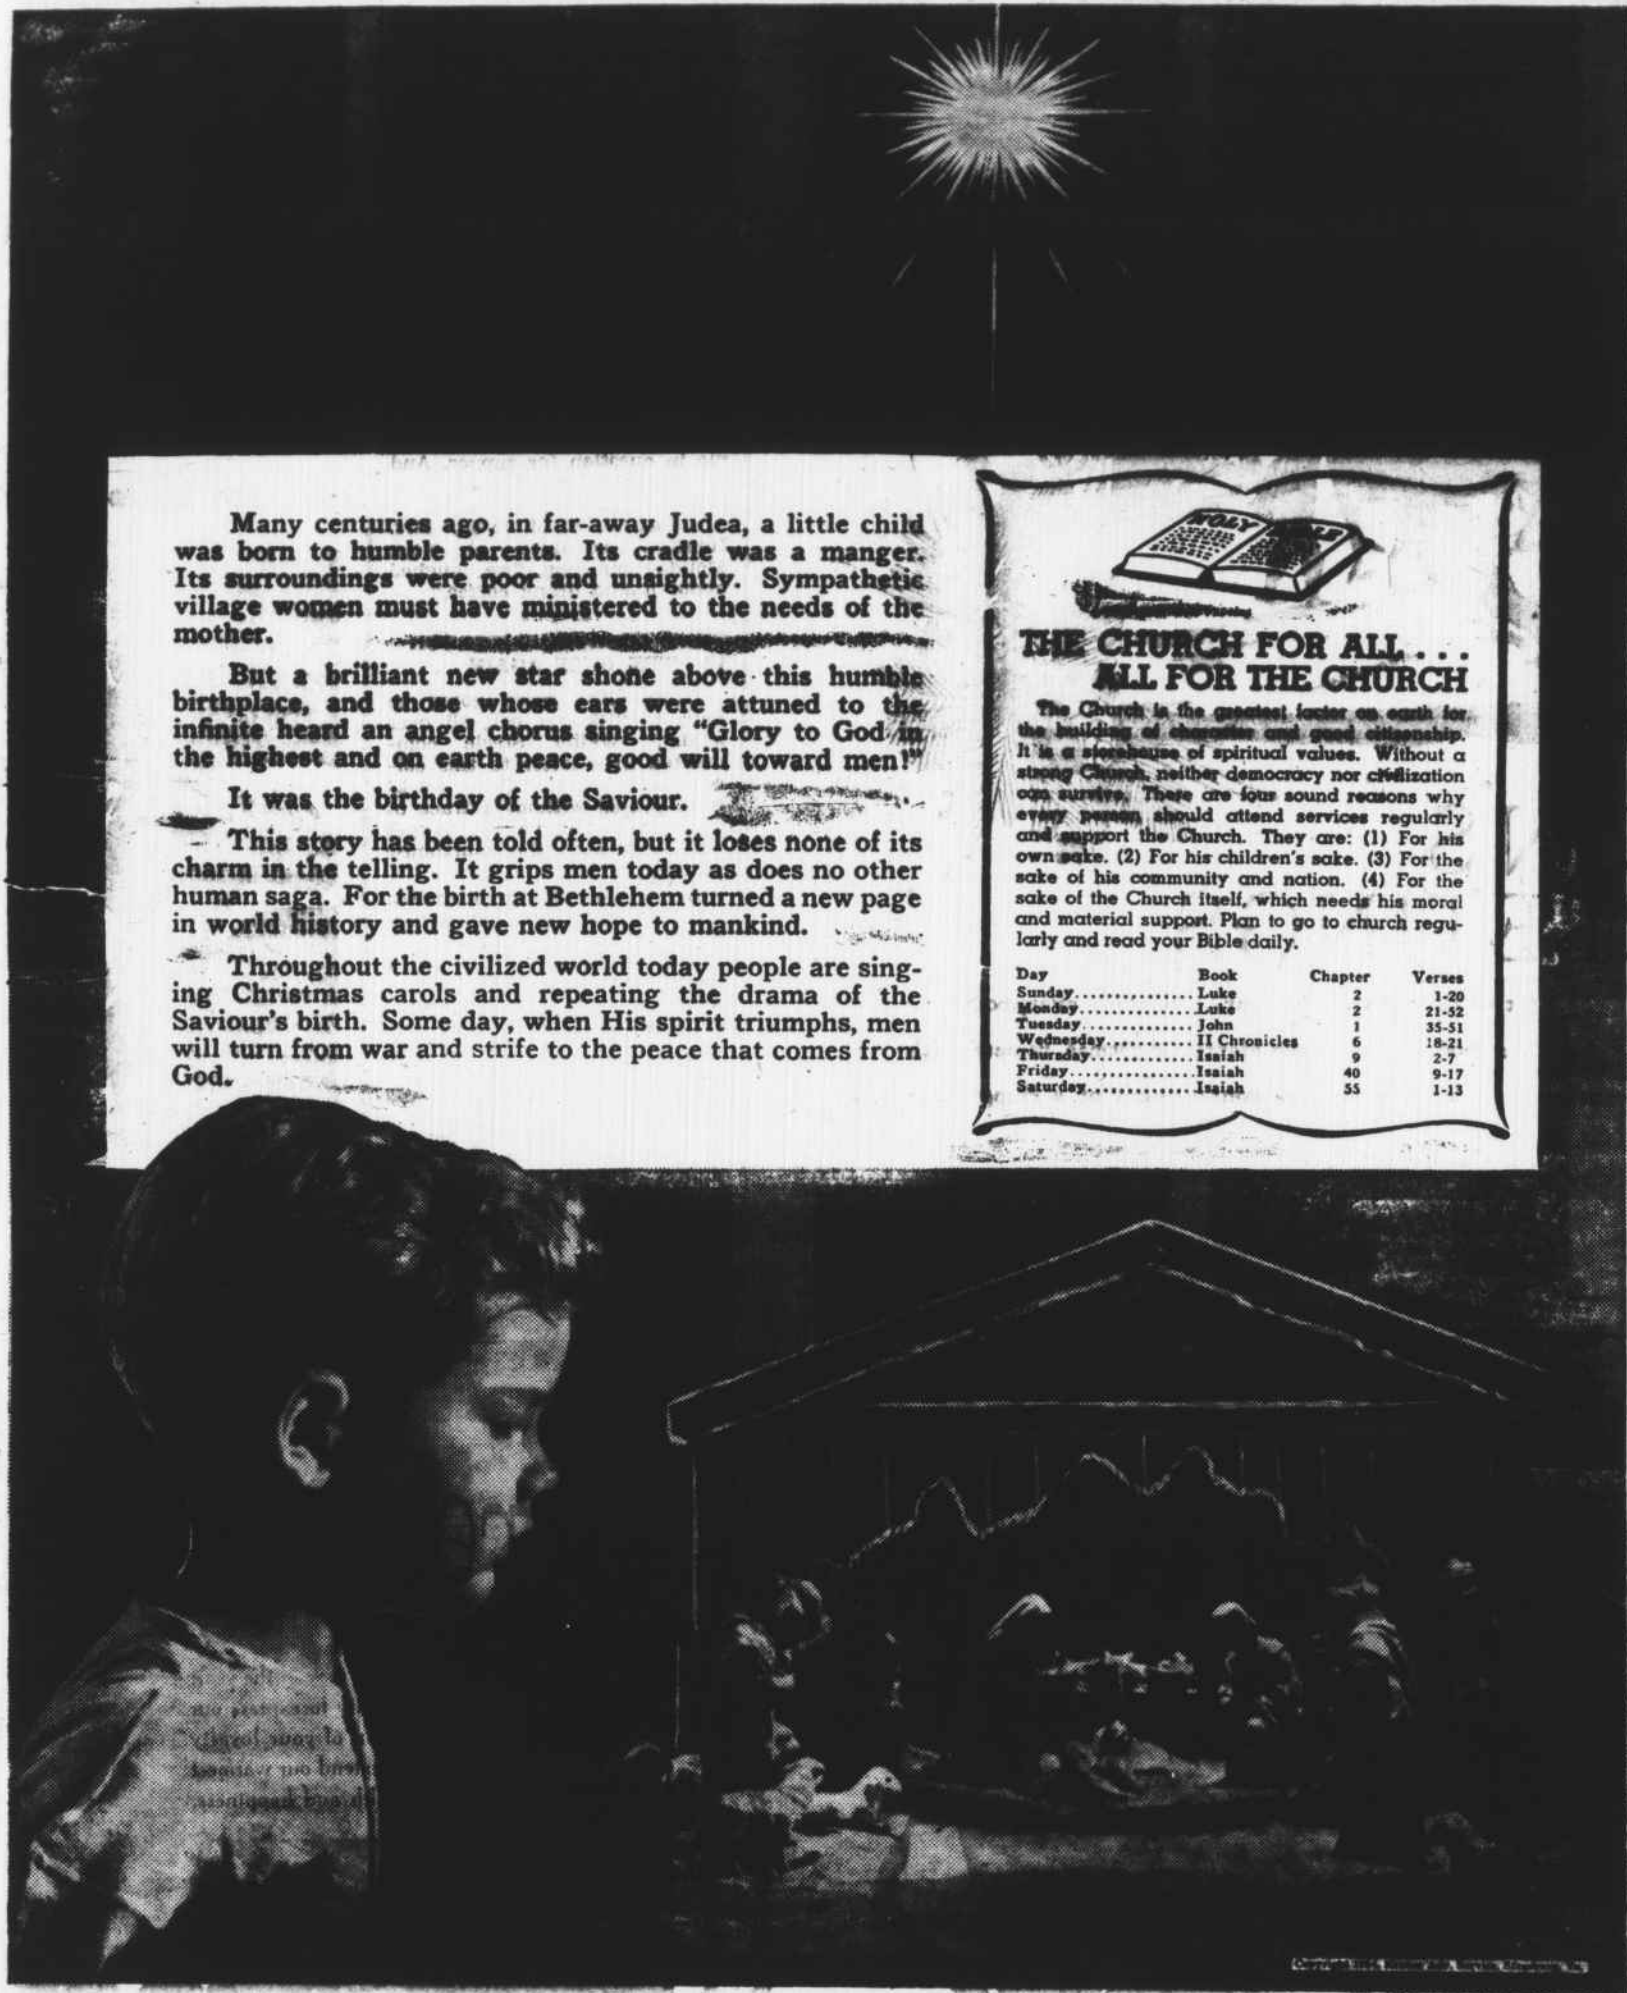 Many centuries ago, in far-away Judea, a little child
was born to humble parents. Its cradle was a manger.
Its surroundings were poor and unsightly. Sympathetic
village women must have ministered to the needs of the
mother.
But a brilliant new star shone above this humble
birthplace, and those whose ears were attuned to the
infinite heard an angel chorus singing “Glory to God in
the highest and on earth peace, good will toward men!”
It was the birthday of the Saviour.
This story has been told often, but it loses none of its
charm in the telling. It grips men today as does no other
human saga. For the birth at Bethlehem turned a new page
in world history and gave new hope to mankind.
Throughout the civilized world today people are sing-
ing Christmas carols and repeating the drama of the
Saviour's birth. Some day, when His spirit triumphs, men
will turn from war and strife to the peace that comes from
God.
HOLY BIBLE
THE CHURCH FOR ALL . . .
ALL FOR THE CHURCH
The Church is the greatest factor on earth for
the building of character and good citizenship.
It is a storehouse of spiritual values. Without a
strong Church, neither democracy nor civilization
can survive. There are four sound reasons why
every person should attend services regularly
and support the Church. They are: (1) For his
own sake. (2) For his children's sake. (3) For the
sake of his community and nation. (4) For the
sake of the Church itself, which needs his moral
and material support. Plan to go to church regu-
larly and read your Bible daily.
Day Book Chapter Verses
Sunday............... Luke 2 1-20
Monday............... Luke 2 21-52
Tuesday.............. John 1 35-51
Wednesday........... II Chronicles 6 18-21
Thursday............. Isaiah 9 2-7
Friday................ Isaiah 40 9-17
Saturday............. Isaiah 55 1-13